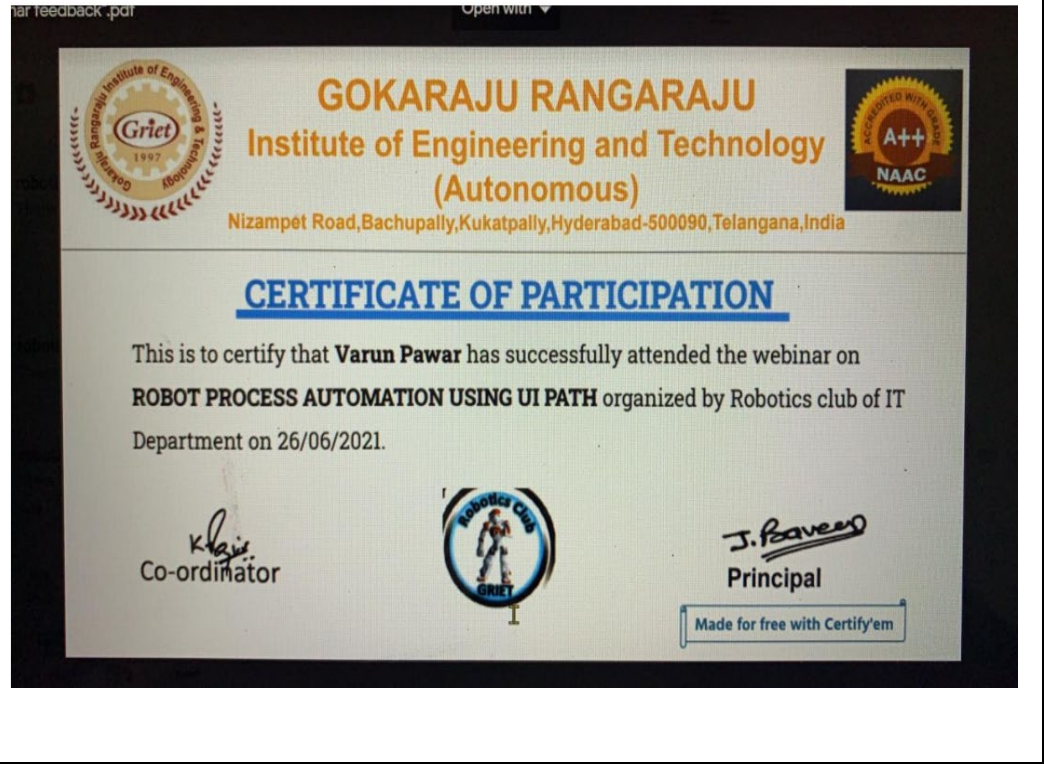 nar feedback".pdf
Open with
Gokaraju Rangaraju Institute of Engineering & Technology
Griet
1997
GOKARAJU RANGARAJU
Institute of Engineering and Technology
(Autonomous)
Nizampet Road,Bachupally,Kukatpally,Hyderabad-500090,Telangana,India
ACCREDITED WITH GRADE
A++
NAAC
CERTIFICATE OF PARTICIPATION
This is to certify that Varun Pawar has successfully attended the webinar on
ROBOT PROCESS AUTOMATION USING UI PATH organized by Robotics club of IT
Department on 26/06/2021.
Co-ordinator
Robotics Club
GRIET
Principal
Made for free with Certify'em